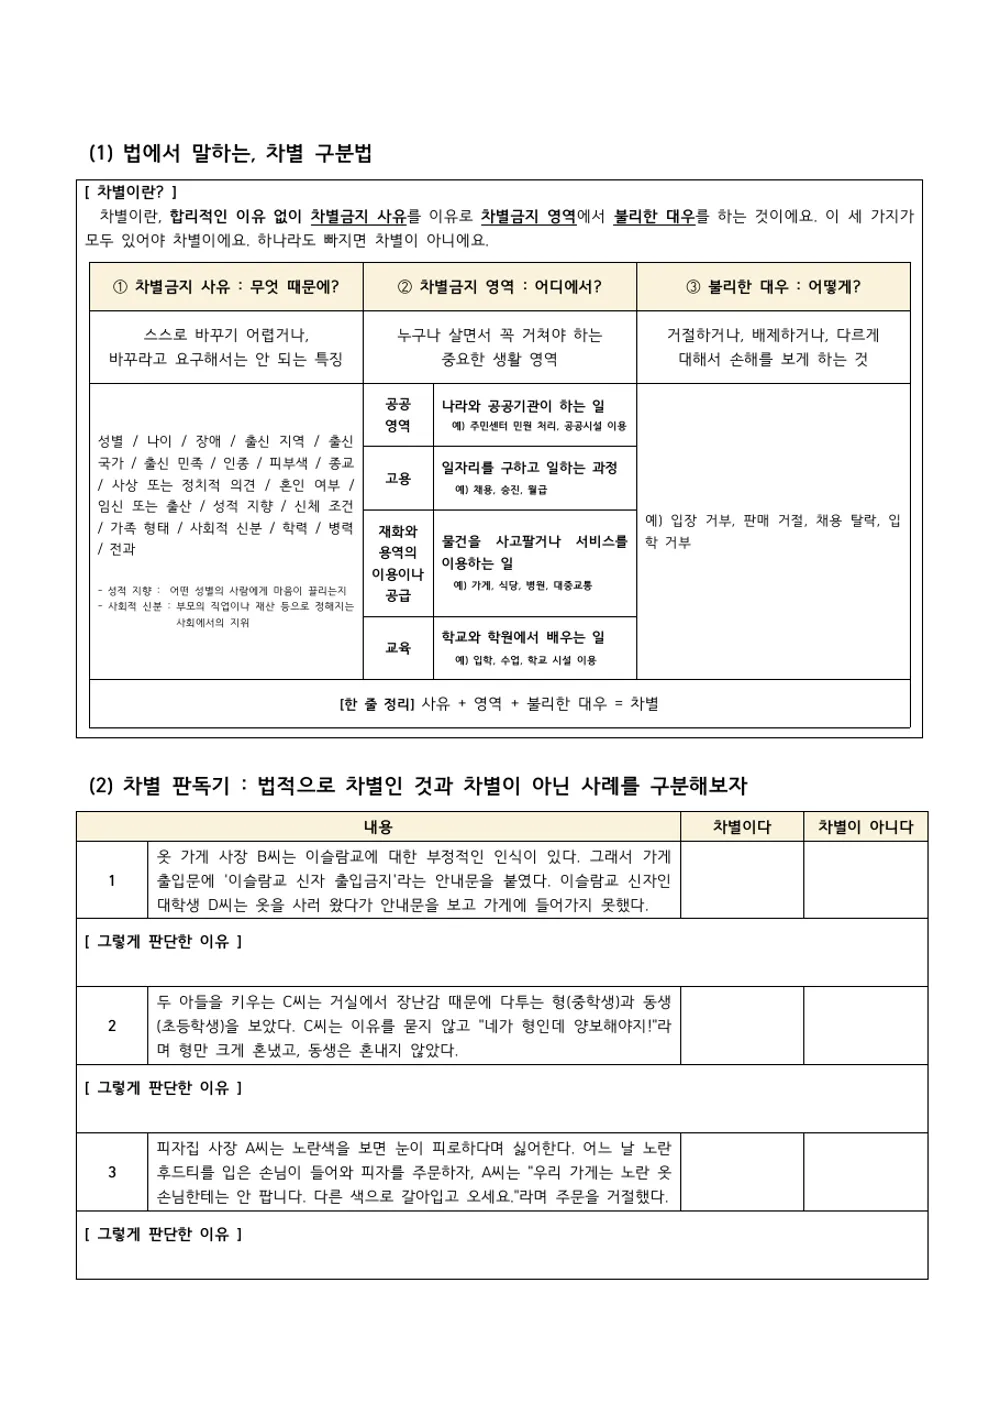 (1) 법에서 말하는, 차별 구분법
[ 차별이란? ]
차별이란, 합리적인 이유 없이 차별금지 사유를 이유로 차별금지 영역에서 불리한 대우를 하는 것이에요. 이 세 가지가
모두 있어야 차별이에요. 하나라도 빠지면 차별이 아니에요.
① 차별금지 사유 : 무엇 때문에?
② 차별금지 영역 : 어디에서?
③ 불리한 대우 : 어떻게?
스스로 바꾸기 어렵거나,
바꾸라고 요구해서는 안 되는 특징
누구나 살면서 꼭 거쳐야 하는
중요한 생활 영역
거절하거나, 배제하거나, 다르게
대해서 손해를 보게 하는 것
성별 / 나이 / 장애 / 출신 지역 / 출신
국가 / 출신 민족 / 인종 / 피부색 / 종교
/ 사상 또는 정치적 의견 / 혼인 여부 /
임신 또는 출산 / 성적 지향 / 신체 조건
/ 가족 형태 / 사회적 신분 / 학력 / 병력
/ 전과
- 성적 지향 : 어떤 성별의 사람에게 마음이 끌리는지
- 사회적 신분 : 부모의 직업이나 재산 등으로 정해지는
사회에서의 지위
공공
영역
나라와 공공기관이 하는 일
예) 주민센터 민원 처리, 공공시설 이용
고용
일자리를 구하고 일하는 과정
예) 채용, 승진, 월급
재화와
용역의
이용이나
공급
물건을 사고팔거나 서비스를
이용하는 일
예) 가게, 식당, 병원, 대중교통
교육
학교와 학원에서 배우는 일
예) 입학, 수업, 학교 시설 이용
예) 입장 거부, 판매 거절, 채용 탈락, 입
학 거부
[한 줄 정리] 사유 + 영역 + 불리한 대우 = 차별
(2) 차별 판독기 : 법적으로 차별인 것과 차별이 아닌 사례를 구분해보자
내용
차별이다
차별이 아니다
1
옷 가게 사장 B씨는 이슬람교에 대한 부정적인 인식이 있다. 그래서 가게
출입문에 '이슬람교 신자 출입금지'라는 안내문을 붙였다. 이슬람교 신자인
대학생 D씨는 옷을 사러 왔다가 안내문을 보고 가게에 들어가지 못했다.
[ 그렇게 판단한 이유 ]
2
두 아들을 키우는 C씨는 거실에서 장난감 때문에 다투는 형(중학생)과 동생
(초등학생)을 보았다. C씨는 이유를 묻지 않고 "네가 형인데 양보해야지!"라
며 형만 크게 혼냈고, 동생은 혼내지 않았다.
[ 그렇게 판단한 이유 ]
3
피자집 사장 A씨는 노란색을 보면 눈이 피로하다며 싫어한다. 어느 날 노란
후드티를 입은 손님이 들어와 피자를 주문하자, A씨는 "우리 가게는 노란 옷
손님한테는 안 팝니다. 다른 색으로 갈아입고 오세요."라며 주문을 거절했다.
[ 그렇게 판단한 이유 ]